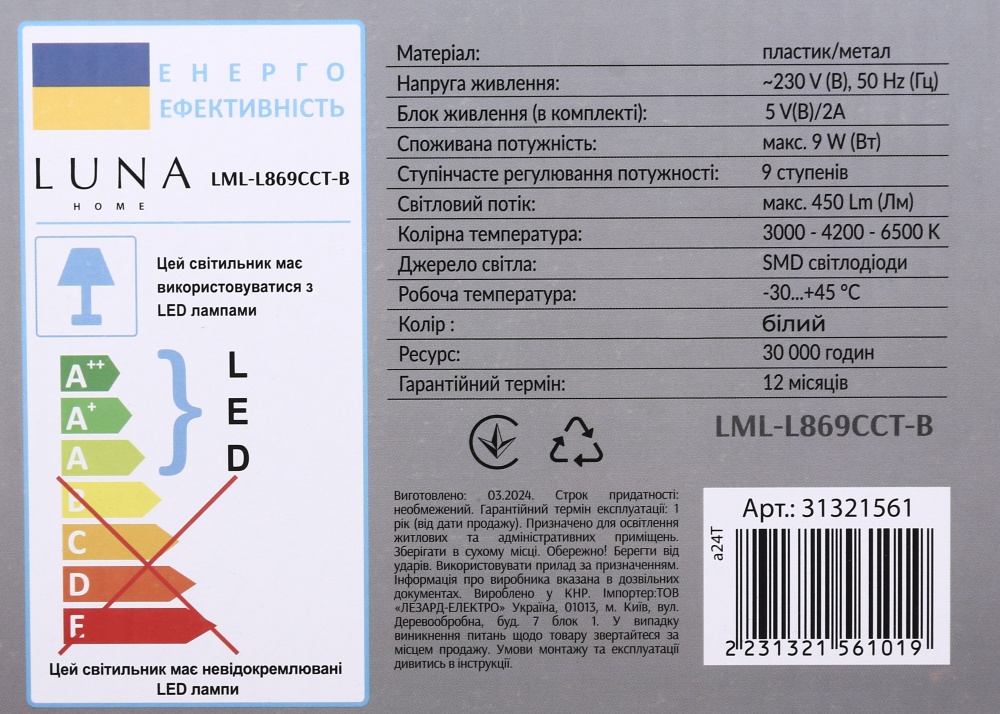 ЕНЕРГО
ЕФЕКТИВНІСТЬ
LUNA LML-L869CCT-B
HOME
Цей світильник має
використовуватися з
LED лампами
A++
A+
A
B
C
D
E
L
E
D
Цей світильник має невідокремлювані
LED лампи
Матеріал: пластик/метал
Напруга живлення: ~230 V (В), 50 Hz (Гц)
Блок живлення (в комплекті): 5 V(В)/2A
Споживана потужність: макс. 9 W (Вт)
Ступінчасте регулювання потужності: 9 ступенів
Світловий потік: макс. 450 Lm (Лм)
Колірна температура: 3000 - 4200 - 6500 K
Джерело світла: SMD світлодіоди
Робоча температура: -30...+45 °C
Колір : білий
Ресурс: 30 000 годин
Гарантійний термін: 12 місяців
LML-L869CCT-B
Виготовлено: 03.2024. Строк придатності:
необмежений. Гарантійний термін експлуатації: 1
рік (від дати продажу). Призначено для освітлення
житлових та адміністративних приміщень.
Зберігати в сухому місці. Обережно! Берегти від
ударів. Використовувати прилад за призначенням.
Інформація про виробника вказана в дозвільних
документах. Вироблено у КНР. Імпортер:ТОВ
«ЛЕЗАРД-ЕЛЕКТРО» Україна, 01013, м. Київ, вул.
Деревообробна, буд. 7 блок 1. У випадку
виникнення питань щодо товару звертайтеся за
місцем продажу. Умови монтажу та експлуатації
дивитись в інструкції.
Арт.: 31321561
a24T
2 231321 561019